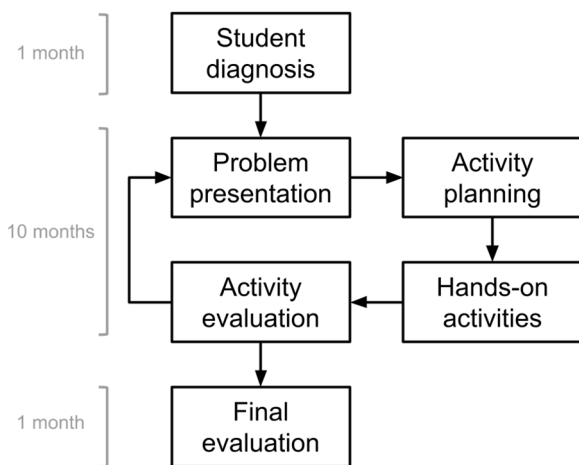 1 month
Student
diagnosis
10 months
Problem
presentation
Activity
planning
Activity
evaluation
Hands-on
activities
1 month
Final
evaluation